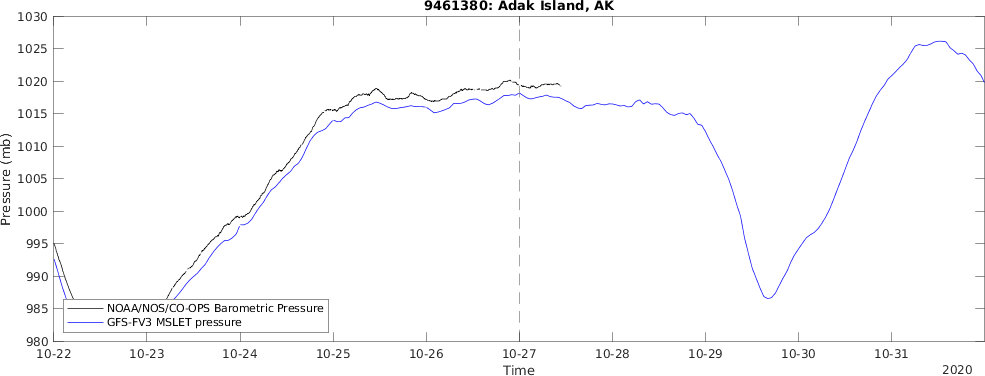 9461380: Adak Island, AK
1030
1025
1020
1015
1010
1005
1000
995
990
985
980
Pressure (mb)
NOAA/NOS/CO-OPS Barometric Pressure
GFS-FV3 MSLET pressure
10-22 10-23 10-24 10-25 10-26 10-27 10-28 10-29 10-30 10-31
Time
2020